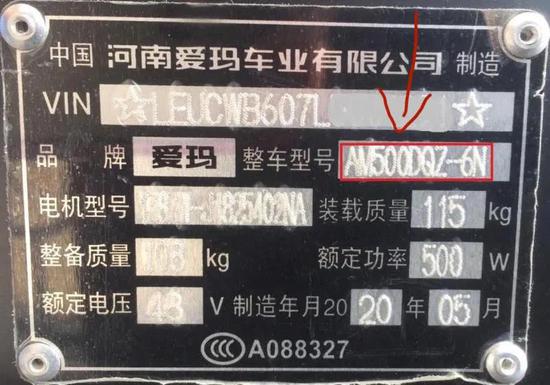 中国 河南爱玛车业有限公司 制造
VIN ☆LEUCWB607L ☆
品牌 爱玛 整车型号 AM500DQZ-6N
电机型号 装载质量 115 kg
整备质量 108 kg 额定功率 500 W
额定电压 48 V 制造年月20 20 年 05 月
CCC A088327